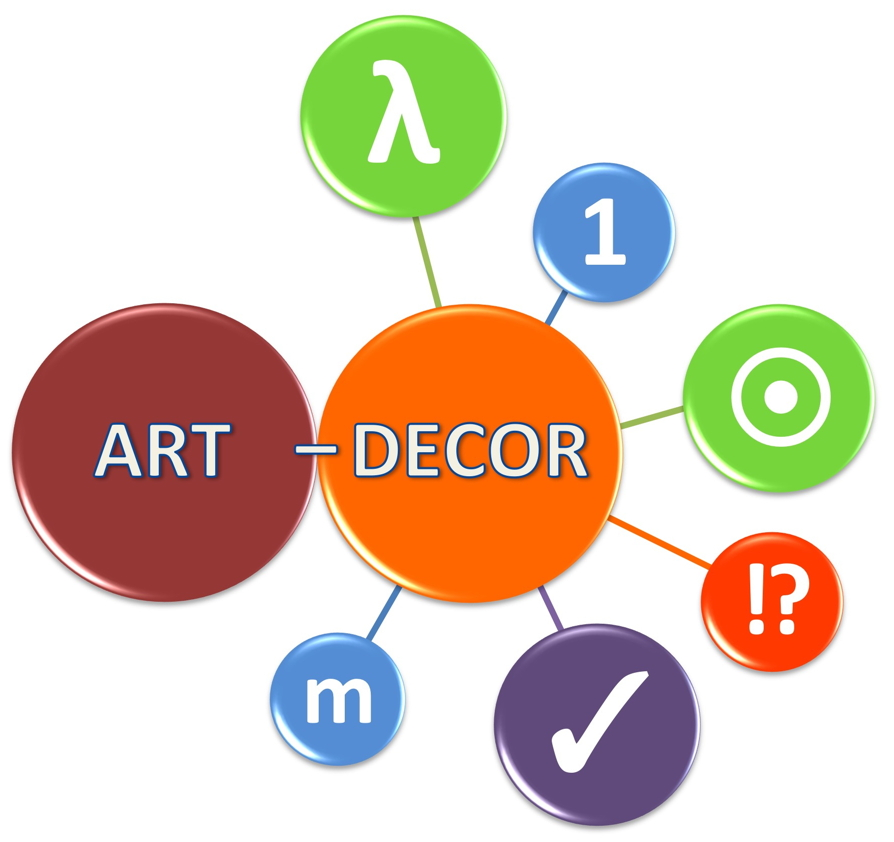 λ
1
ART – DECOR
!?
m